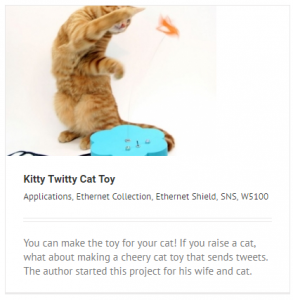 Kitty Twitty Cat Toy
Applications, Ethernet Collection, Ethernet Shield, SNS, W5100
You can make the toy for your cat! If you raise a cat,
what about making a cheery cat toy that sends tweets.
The author started this project for his wife and cat.